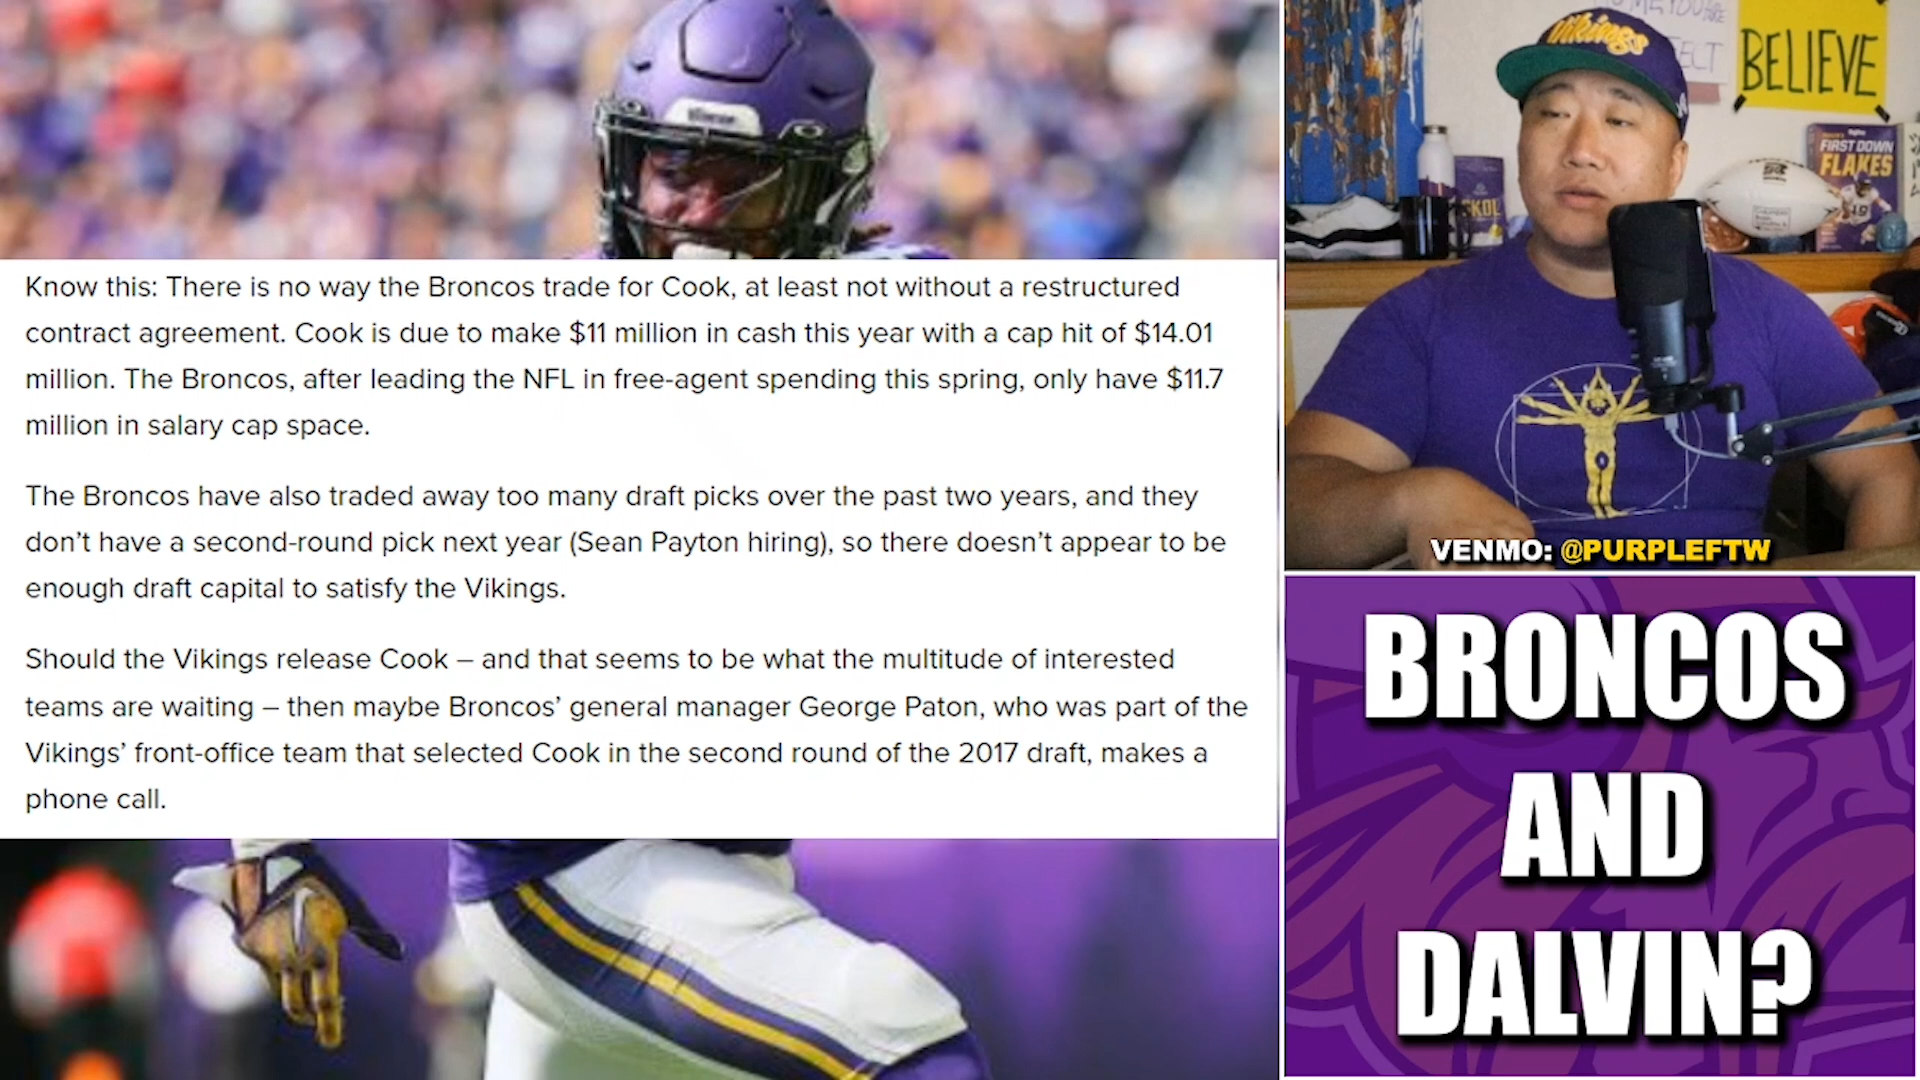 Know this: There is no way the Broncos trade for Cook, at least not without a restructured
contract agreement. Cook is due to make $11 million in cash this year with a cap hit of $14.01
million. The Broncos, after leading the NFL in free-agent spending this spring, only have $11.7
million in salary cap space.
The Broncos have also traded away too many draft picks over the past two years, and they
don’t have a second-round pick next year (Sean Payton hiring), so there doesn’t appear to be
enough draft capital to satisfy the Vikings.
Should the Vikings release Cook – and that seems to be what the multitude of interested
teams are waiting – then maybe Broncos’ general manager George Paton, who was part of the
Vikings’ front-office team that selected Cook in the second round of the 2017 draft, makes a
phone call.
Vikings
BELIEVE
FIRST DOWN
FLAKES
SKOL
VENMO: @PURPLEFTW
BRONCOS
AND
DALVIN?